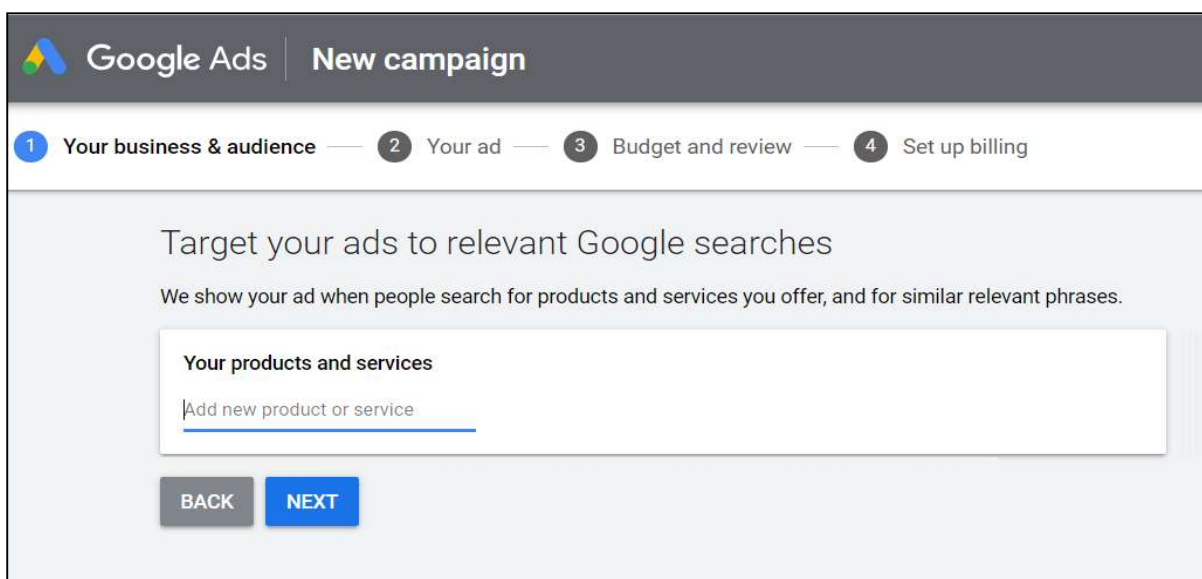 Google Ads New campaign
1 Your business & audience 2 Your ad 3 Budget and review 4 Set up billing
Target your ads to relevant Google searches
We show your ad when people search for products and services you offer, and for similar relevant phrases.
Your products and services
Add new product or service
BACK NEXT